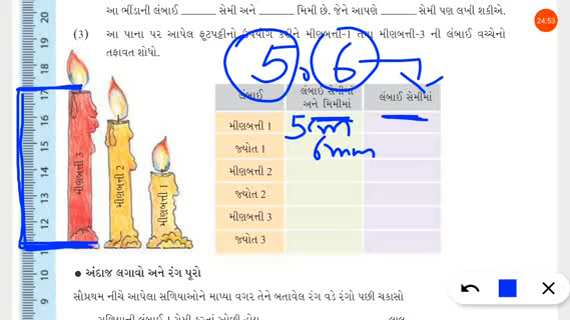 આ ભીંડાની લંબાઈ ______ સેમી અને ______ મિમી છે. જેને આપણે ______ સેમી પણ લખી શકીએ.
(3) આ પાના પર આપેલ ફૂટપટ્ટીનો ઉપયોગ કરીને મીણબત્તી-1 તથા મીણબત્તી-3 ની લંબાઈ વચ્ચેનો
તફાવત શોધો.
5.6
લંબાઈ લંબાઈ સેમીમાં અને મિમીમાં લંબાઈ સેમીમાં
મીણબત્તી 1 5cm 6mm
જ્યોત 1
મીણબત્તી 2
જ્યોત 2
મીણબત્તી 3
જ્યોત 3
20
19
18
17
16
15
14
13
12
11
10
9
મીણબત્તી 3
મીણબત્તી 2
મીણબત્તી 1
• અંદાજ લગાવો અને રંગ પૂરો
સૌપ્રથમ નીચે આપેલા સળિયાઓને માપ્યા વગર તેને બતાવેલ રંગ વડે રંગો પછી ચકાસો
24:53